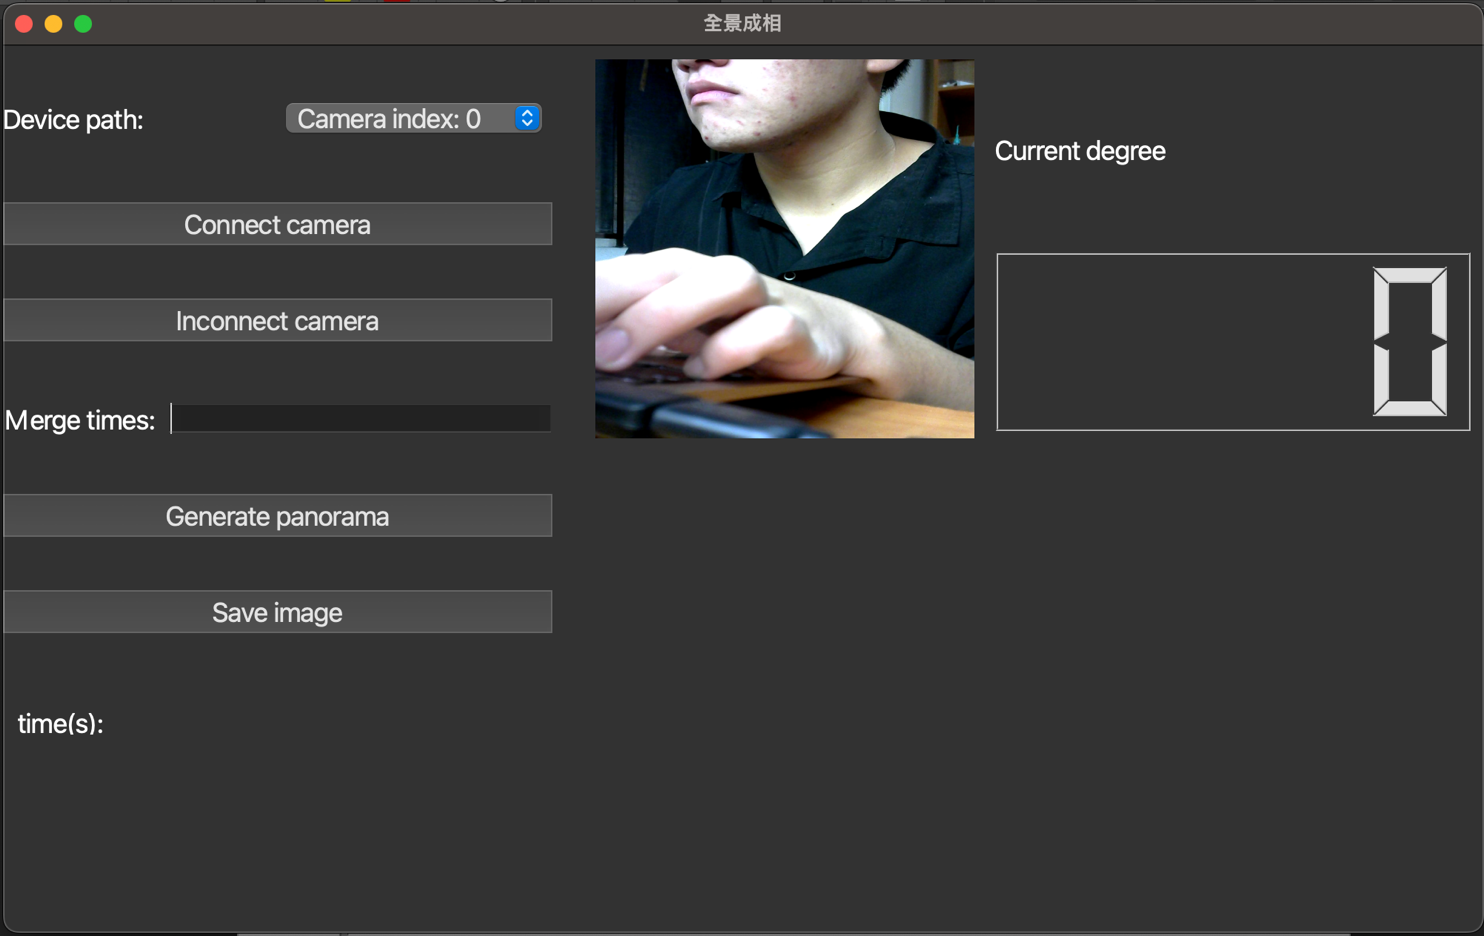 全景成相
Device path:
Camera index: 0
Connect camera
Inconnect camera
Merge times:
Generate panorama
Save image
time(s):
Current degree
0